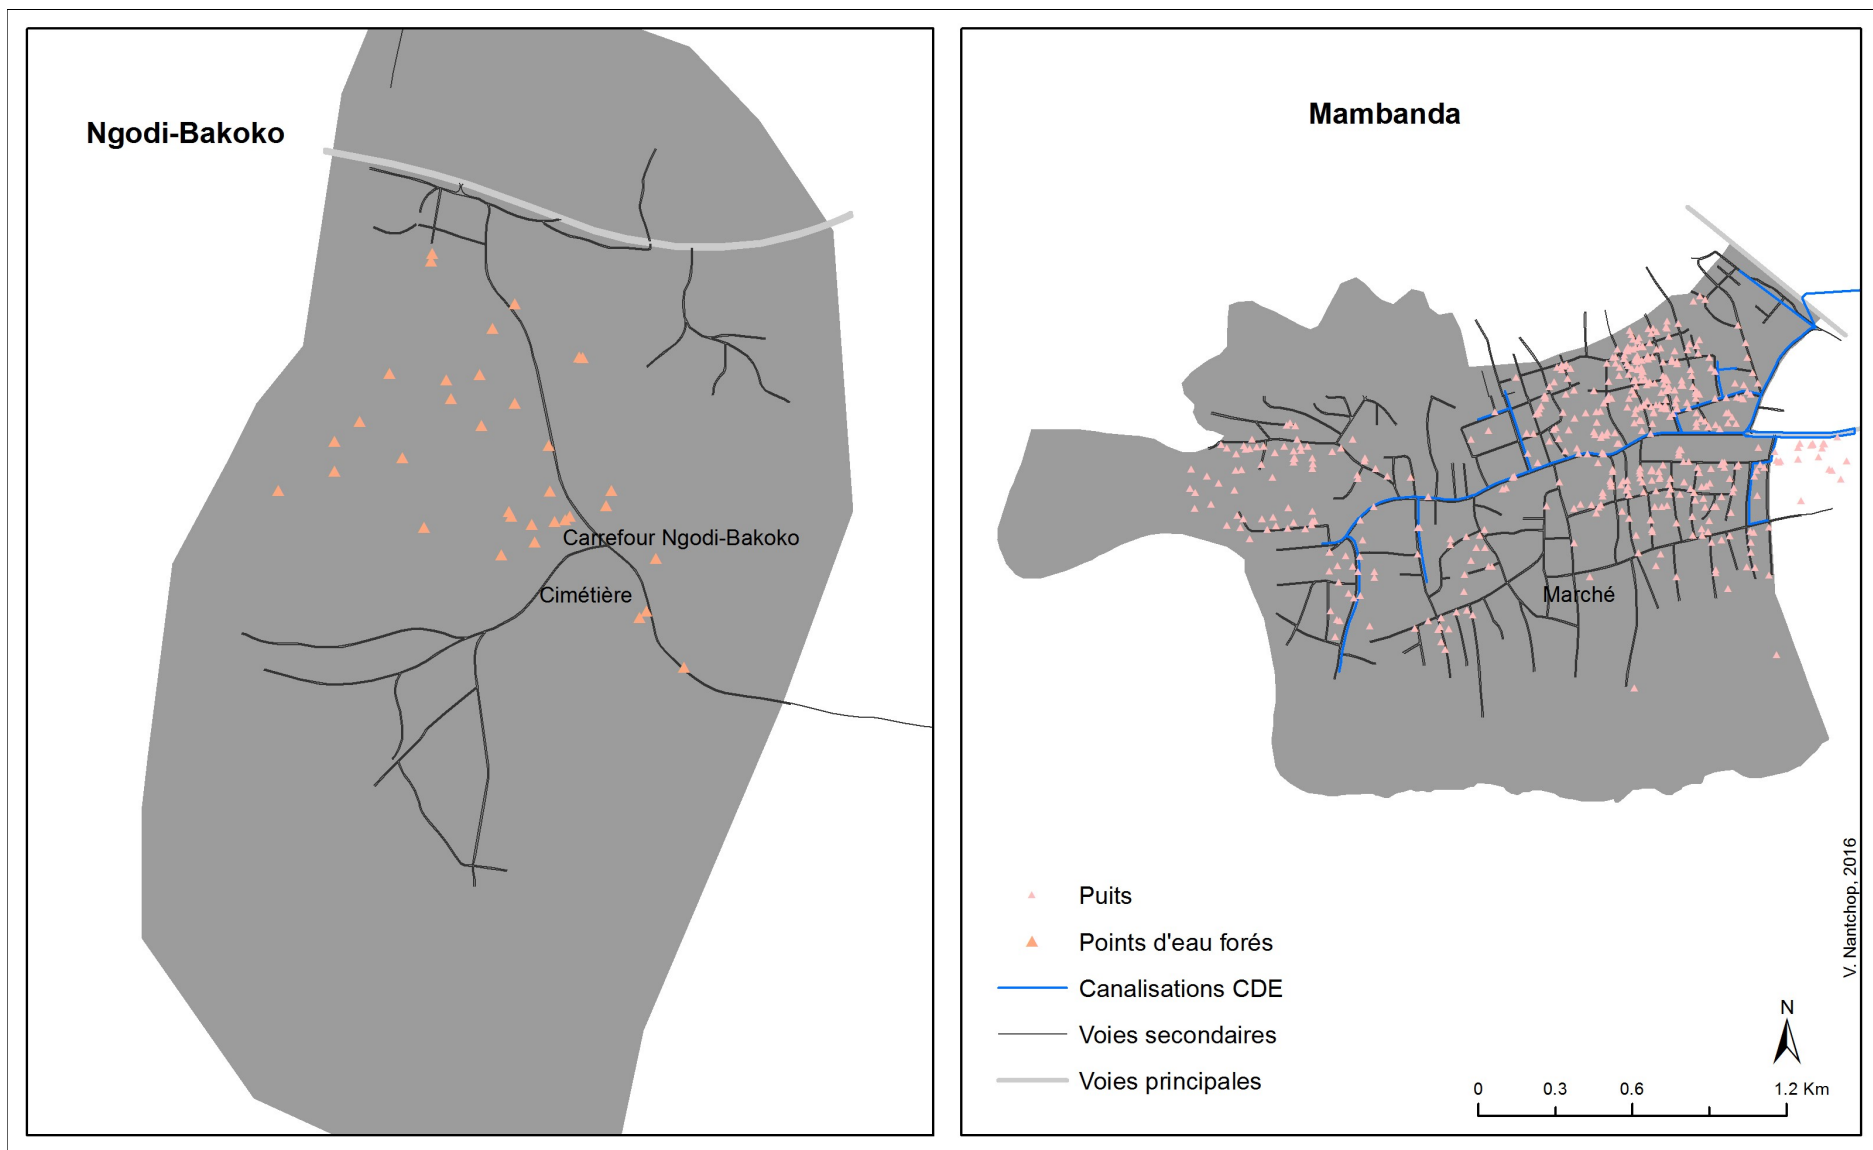 Ngodi-Bakoko
Carrefour Ngodi-Bakoko
Cimétière
Mambanda
Marché
Puits
Points d'eau forés
Canalisations CDE
Voies secondaires
Voies principales
V. Nantchop, 2016
N
0 0.3 0.6 1.2 Km